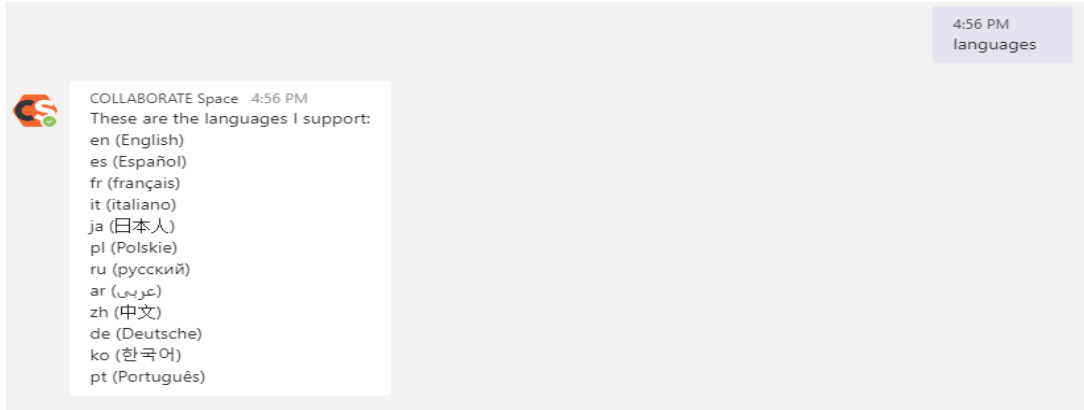 4:56 PM
languages
CS
COLLABORATE Space 4:56 PM
These are the languages I support:
en (English)
es (Español)
fr (français)
it (italiano)
ja (日本人)
pl (Polskie)
ru (русский)
ar (عربى)
zh (中文)
de (Deutsche)
ko (한국어)
pt (Português)